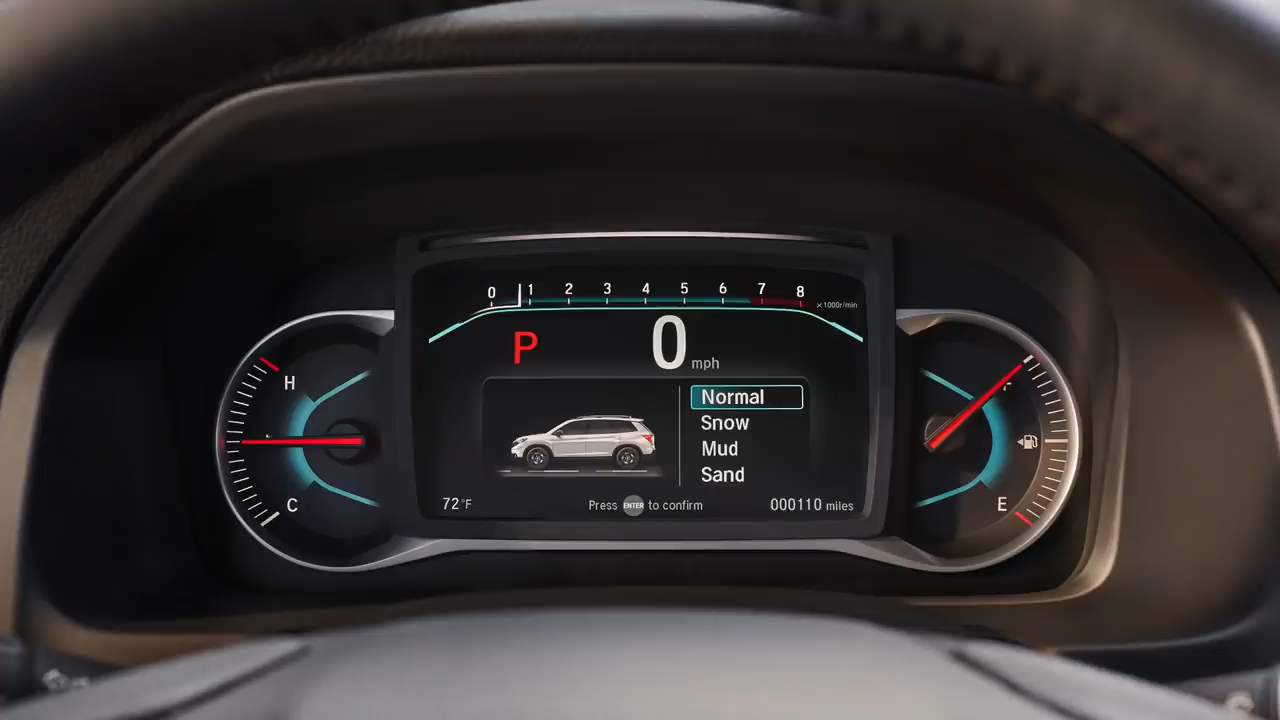 0 1 2 3 4 5 6 7 8
×1000r/min
P 0 mph
H
C
Normal
Snow
Mud
Sand
72°F
Press ENTER to confirm
000110 miles
E